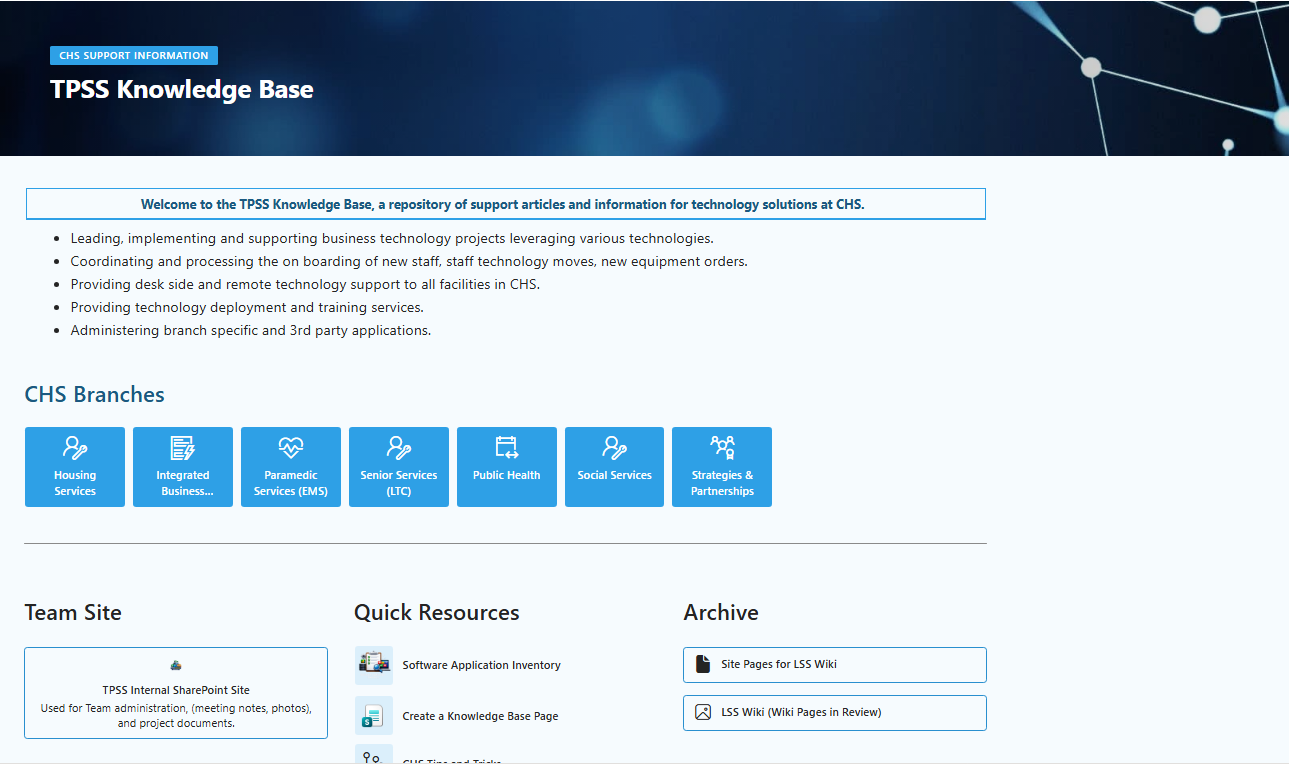 CHS SUPPORT INFORMATION
TPSS Knowledge Base
Welcome to the TPSS Knowledge Base, a repository of support articles and information for technology solutions at CHS.
Leading, implementing and supporting business technology projects leveraging various technologies.
Coordinating and processing the on boarding of new staff, staff technology moves, new equipment orders.
Providing desk side and remote technology support to all facilities in CHS.
Providing technology deployment and training services.
Administering branch specific and 3rd party applications.
CHS Branches
Housing
Services
Integrated
Business...
Paramedic
Services (EMS)
Senior Services
(LTC)
Public Health
Social Services
Strategies &
Partnerships
Team Site
TPSS Internal SharePoint Site
Used for Team administration, (meeting notes, photos),
and project documents.
Quick Resources
Software Application Inventory
Create a Knowledge Base Page
CHS Tips and Tricks
Archive
Site Pages for LSS Wiki
LSS Wiki (Wiki Pages in Review)